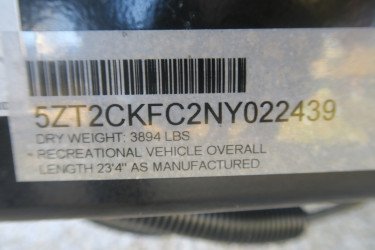 5ZT2CKFC2NY022439
DRY WEIGHT: 3894 LBS.
RECREATIONAL VEHICLE OVERALL
LENGTH 23'4" AS MANUFACTURED